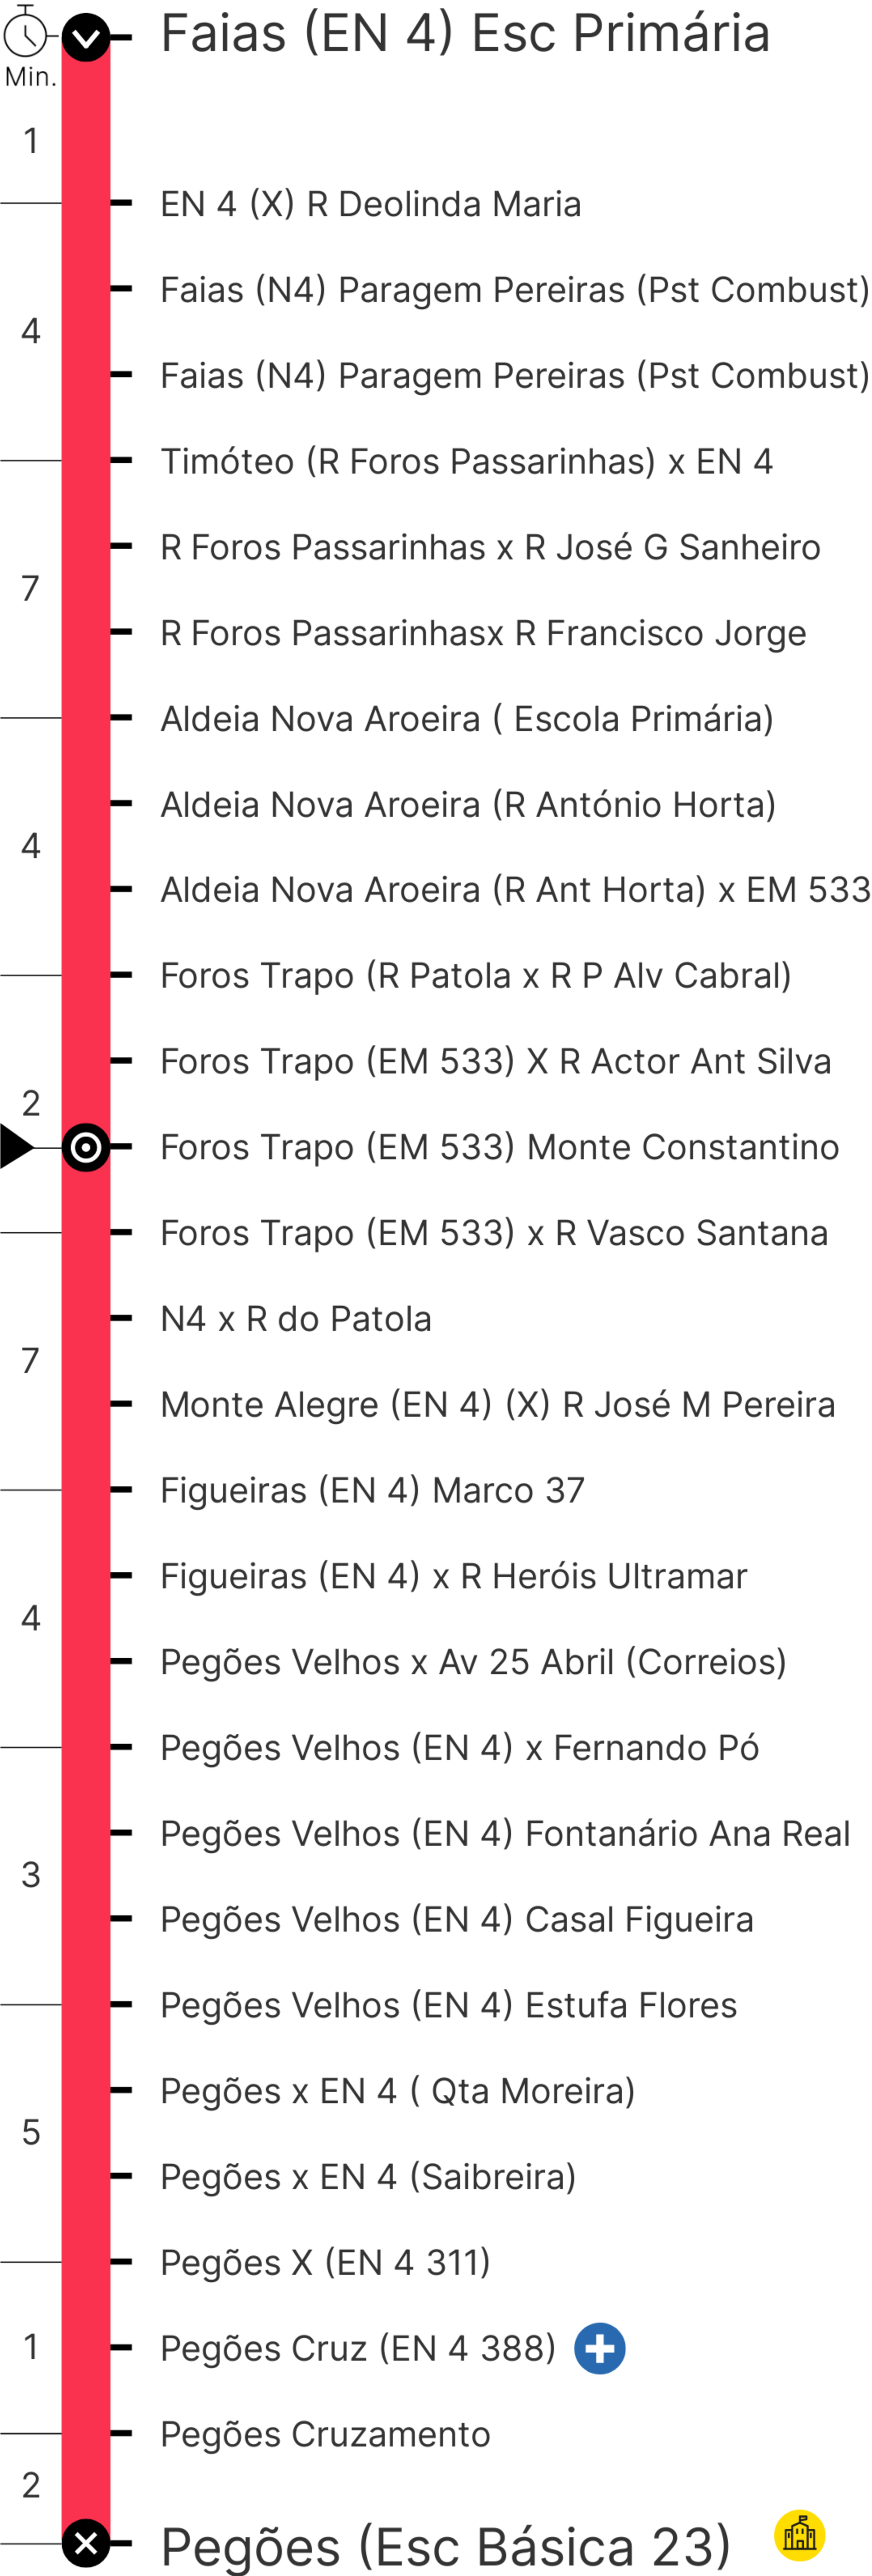 Faias (EN 4) Esc Primária
Min.
1
EN 4 (X) R Deolinda Maria
Faias (N4) Paragem Pereiras (Pst Combust)
4
Faias (N4) Paragem Pereiras (Pst Combust)
Timóteo (R Foros Passarinhas) x EN 4
R Foros Passarinhas x R José G Sanheiro
7
R Foros Passarinhasx R Francisco Jorge
Aldeia Nova Aroeira ( Escola Primária)
Aldeia Nova Aroeira (R António Horta)
4
Aldeia Nova Aroeira (R Ant Horta) x EM 533
Foros Trapo (R Patola x R P Alv Cabral)
Foros Trapo (EM 533) X R Actor Ant Silva
2
Foros Trapo (EM 533) Monte Constantino
Foros Trapo (EM 533) x R Vasco Santana
N4 x R do Patola
7
Monte Alegre (EN 4) (X) R José M Pereira
Figueiras (EN 4) Marco 37
Figueiras (EN 4) x R Heróis Ultramar
4
Pegões Velhos x Av 25 Abril (Correios)
Pegões Velhos (EN 4) x Fernando Pó
Pegões Velhos (EN 4) Fontanário Ana Real
3
Pegões Velhos (EN 4) Casal Figueira
Pegões Velhos (EN 4) Estufa Flores
Pegões x EN 4 ( Qta Moreira)
5
Pegões x EN 4 (Saibreira)
Pegões X (EN 4 311)
1
Pegões Cruz (EN 4 388)
Pegões Cruzamento
2
Pegões (Esc Básica 23)